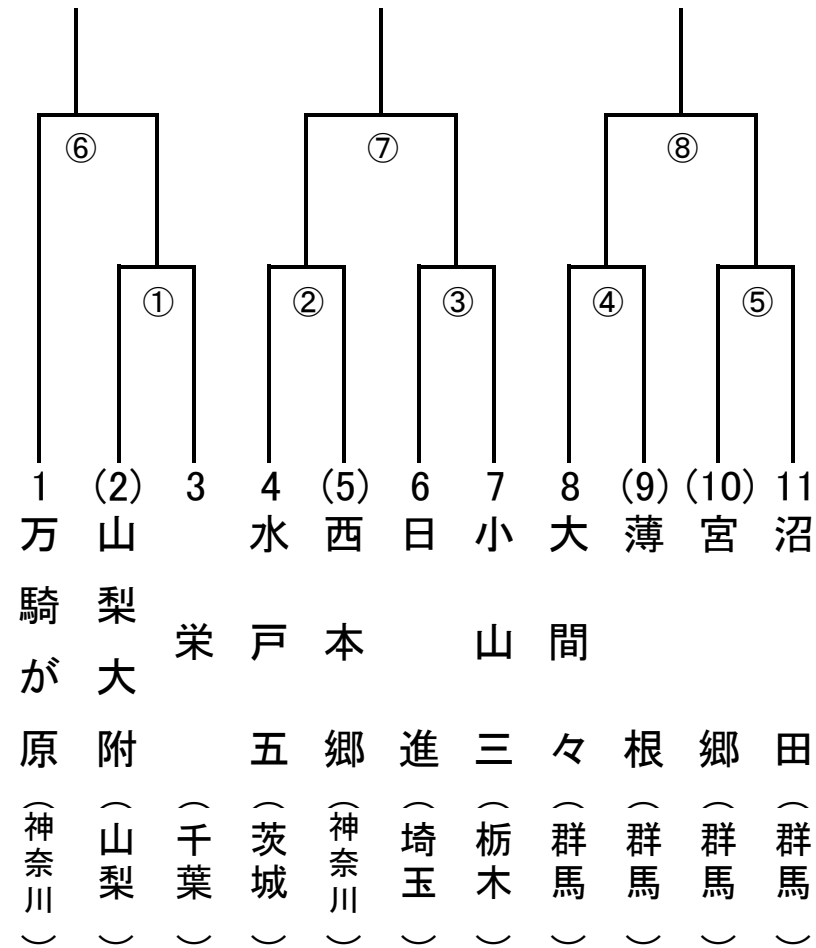 ⑥ ⑦ ⑧
① ② ③ ④ ⑤
1 (2) 3 4 (5) 6 7 8 (9) (10) 11
万騎が原（神奈川）
山梨大附（山梨）
栄（千葉）
水戸五（茨城）
西本郷（神奈川）
日進（埼玉）
小山三（栃木）
大間々（群馬）
薄根（群馬）
宮郷（群馬）
沼田（群馬）